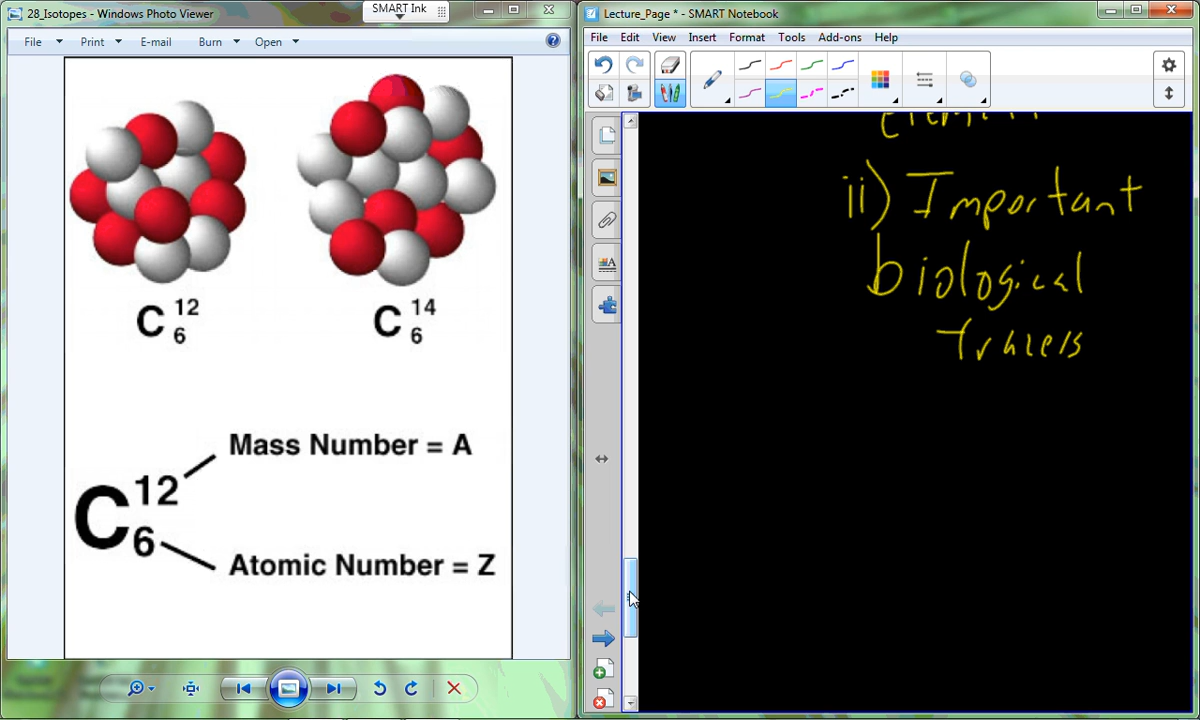 28_Isotopes - Windows Photo Viewer
SMART Ink
File Print E-mail Burn Open
C 12 6
C 14 6
Mass Number = A
C 12 6
Atomic Number = Z
Lecture_Page * - SMART Notebook
File Edit View Insert Format Tools Add-ons Help
ii) Important
biological
tracers